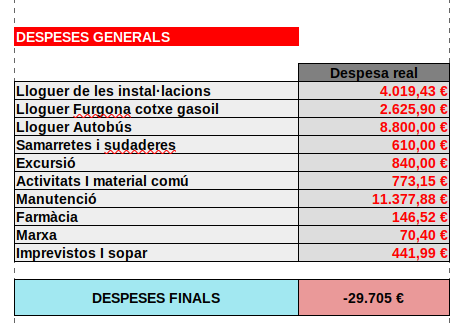 DESPESES GENERALS
Despesa real
Lloguer de les instal·lacions 4.019,43 €
Lloguer Furgona cotxe gasoil 2.625,90 €
Lloguer Autobús 8.800,00 €
Samarretes i sudaderes 610,00 €
Excursió 840,00 €
Activitats I material comú 773,15 €
Manutenció 11.377,88 €
Farmàcia 146,52 €
Marxa 70,40 €
Imprevistos I sopar 441,99 €
DESPESES FINALS -29.705 €